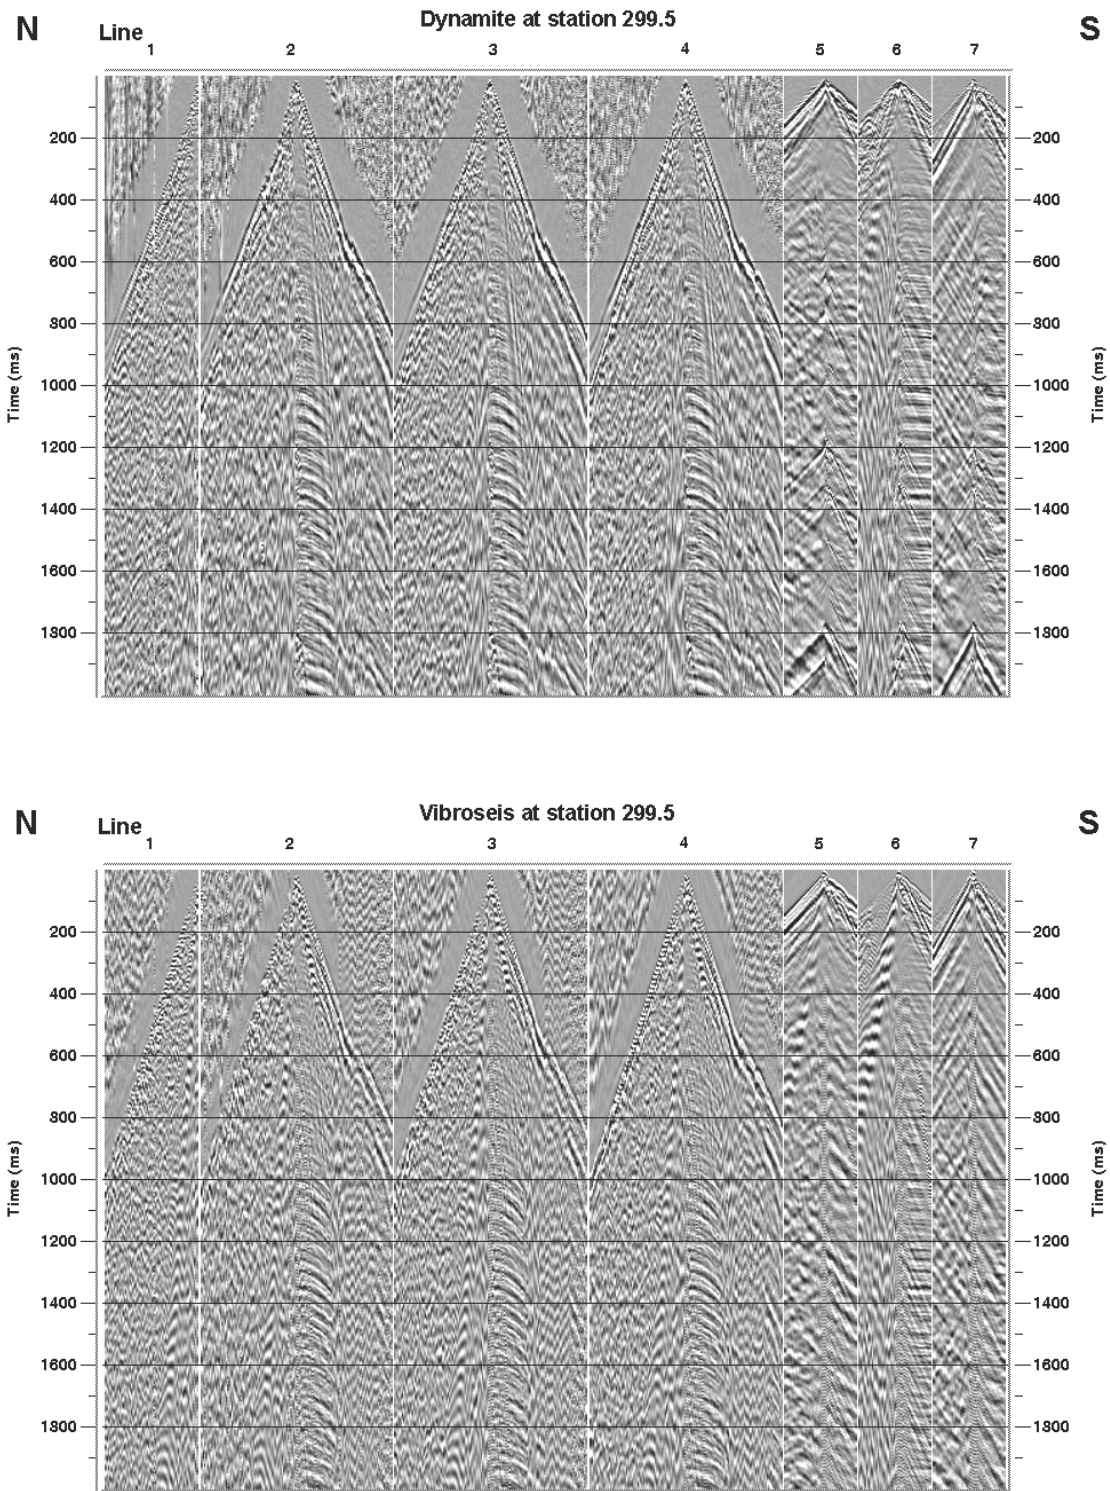 Dynamite at station 299.5
N
S
Line
1 2 3 4 5 6 7
200 200
400 400
600 600
800 800
1000 1000
1200 1200
1400 1400
1600 1600
1800 1800
Time (ms)
Time (ms)
Vibroseis at station 299.5
N
S
Line
1 2 3 4 5 6 7
200 200
400 400
600 600
800 800
1000 1000
1200 1200
1400 1400
1600 1600
1800 1800
Time (ms)
Time (ms)